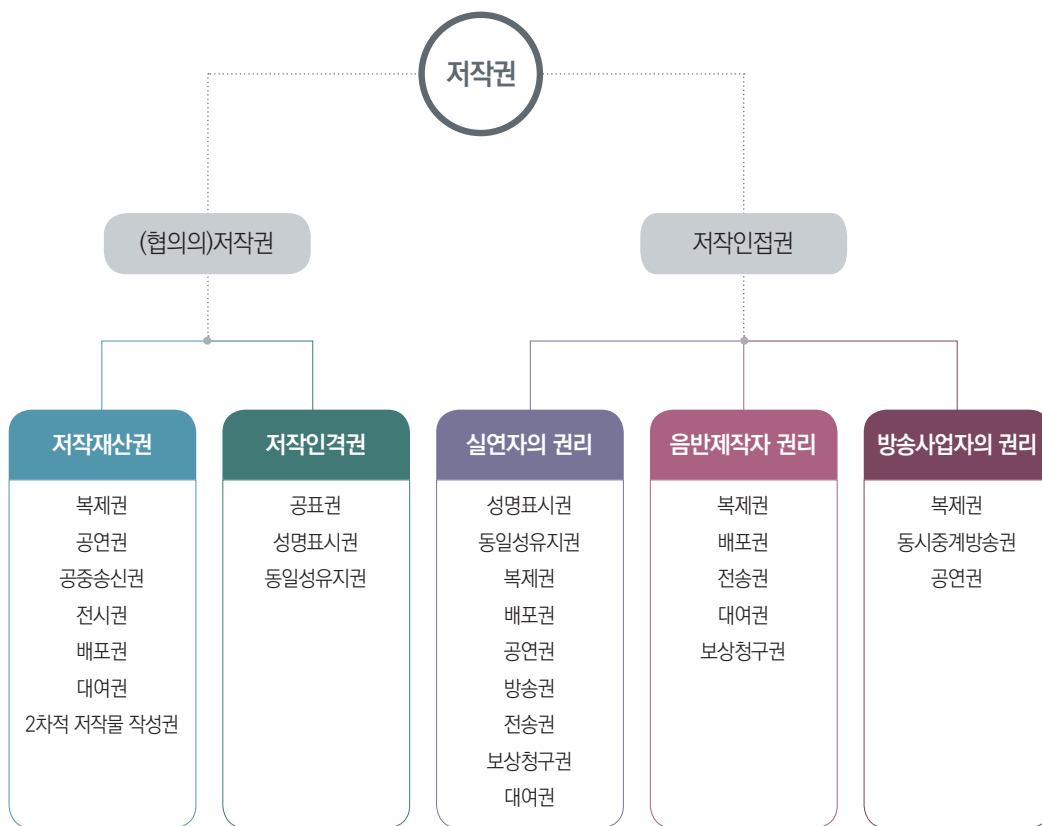 저작권
(협의의)저작권
저작인접권
저작재산권
복제권
공연권
공중송신권
전시권
배포권
대여권
2차적 저작물 작성권
저작인격권
공표권
성명표시권
동일성유지권
실연자의 권리
성명표시권
동일성유지권
복제권
배포권
공연권
방송권
전송권
보상청구권
대여권
음반제작자 권리
복제권
배포권
전송권
대여권
보상청구권
방송사업자의 권리
복제권
동시중계방송권
공연권